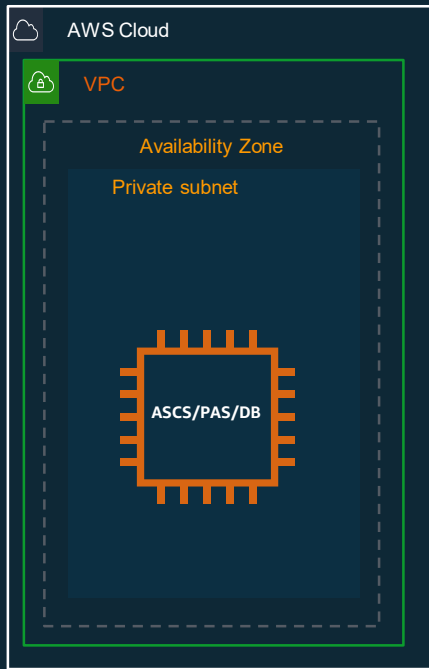 AWS Cloud
VPC
Availability Zone
Private subnet
ASCS/PAS/DB